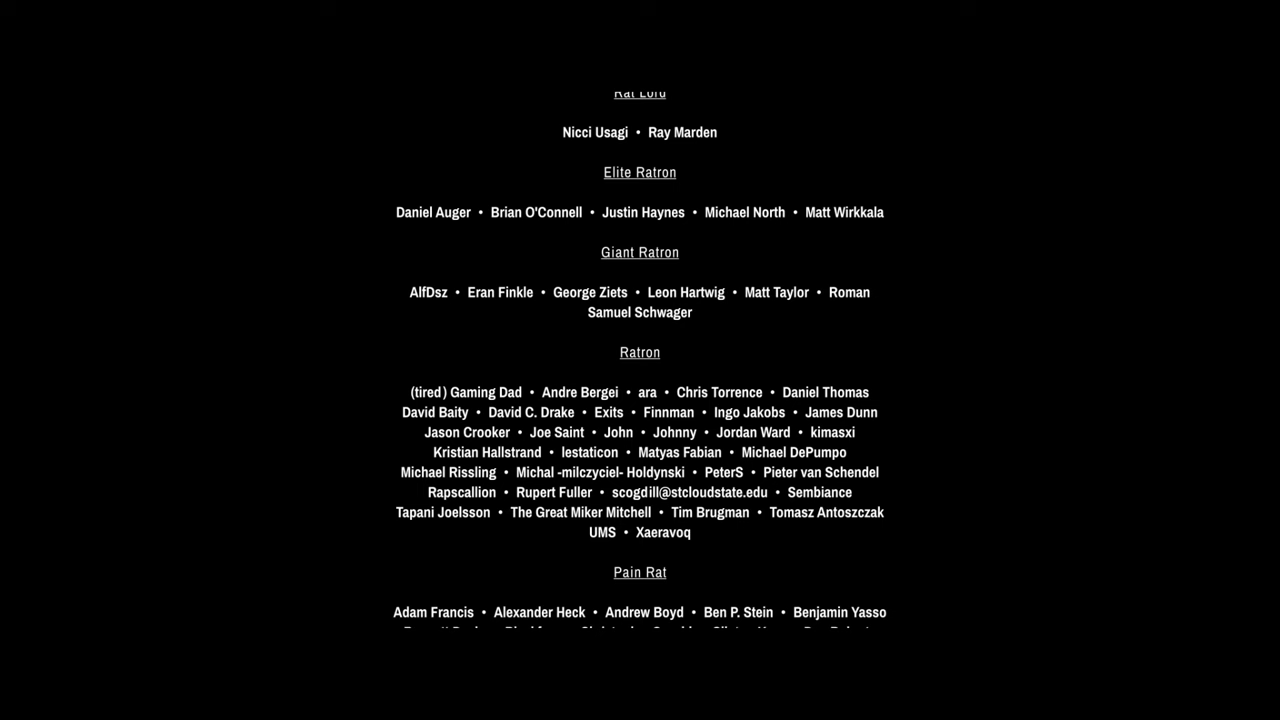 Rat Lord
Nicci Usagi • Ray Marden
Elite Ratron
Daniel Auger • Brian O'Connell • Justin Haynes • Michael North • Matt Wirkkala
Giant Ratron
AlfDsz • Eran Finkle • George Ziets • Leon Hartwig • Matt Taylor • Roman
Samuel Schwager
Ratron
(tired) Gaming Dad • Andre Bergei • ara • Chris Torrence • Daniel Thomas
David Baity • David C. Drake • Exits • Finnman • Ingo Jakobs • James Dunn
Jason Crooker • Joe Saint • John • Johnny • Jordan Ward • kimasxi
Kristian Hallstrand • lestaticon • Matyas Fabian • Michael DePumpo
Michael Rissling • Michal -milczyciel- Holdynski • PeterS • Pieter van Schendel
Rapscallion • Rupert Fuller • scogdill@stcloudstate.edu • Sembiance
Tapani Joelsson • The Great Miker Mitchell • Tim Brugman • Tomasz Antoszczak
UMS • Xaeravoq
Pain Rat
Adam Francis • Alexander Heck • Andrew Boyd • Ben P. Stein • Benjamin Yasso